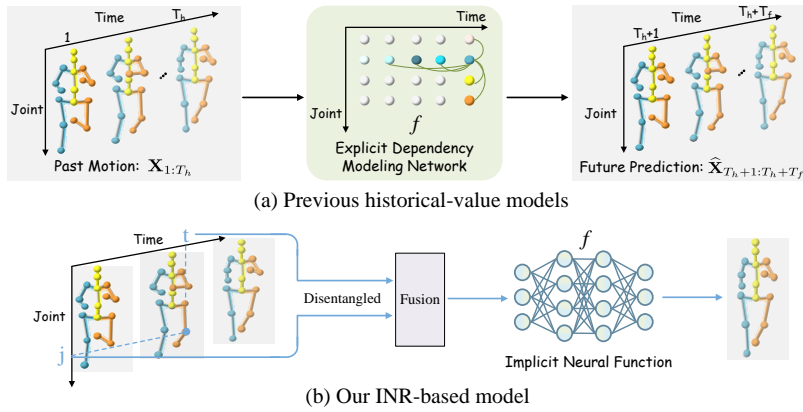 Time
1
T_h
Joint
Past Motion: X_{1:T_h}
Time
Joint
f
Explicit Dependency
Modeling Network
Time
T_h+1
T_h+T_f
Joint
Future Prediction: X̂_{T_h+1:T_h+T_f}
(a) Previous historical-value models
Time
t
Joint
j
Disentangled
Fusion
f
Implicit Neural Function
(b) Our INR-based model